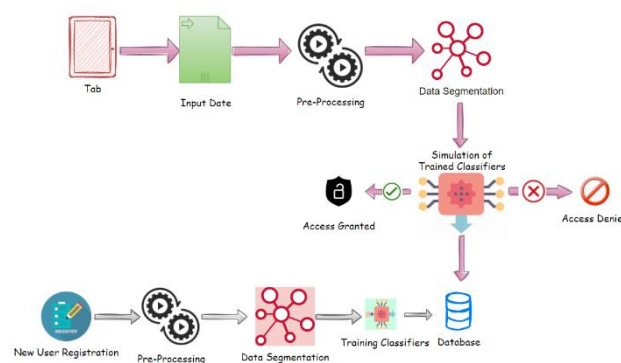 Tab
Input Date
Pre-Processing
Data Segmentation
Simulation of
Trained Classifiers
Access Granted
Access Denie
REGISTER
New User Registration
Pre-Processing
Data Segmentation
Training Classifiers
Database